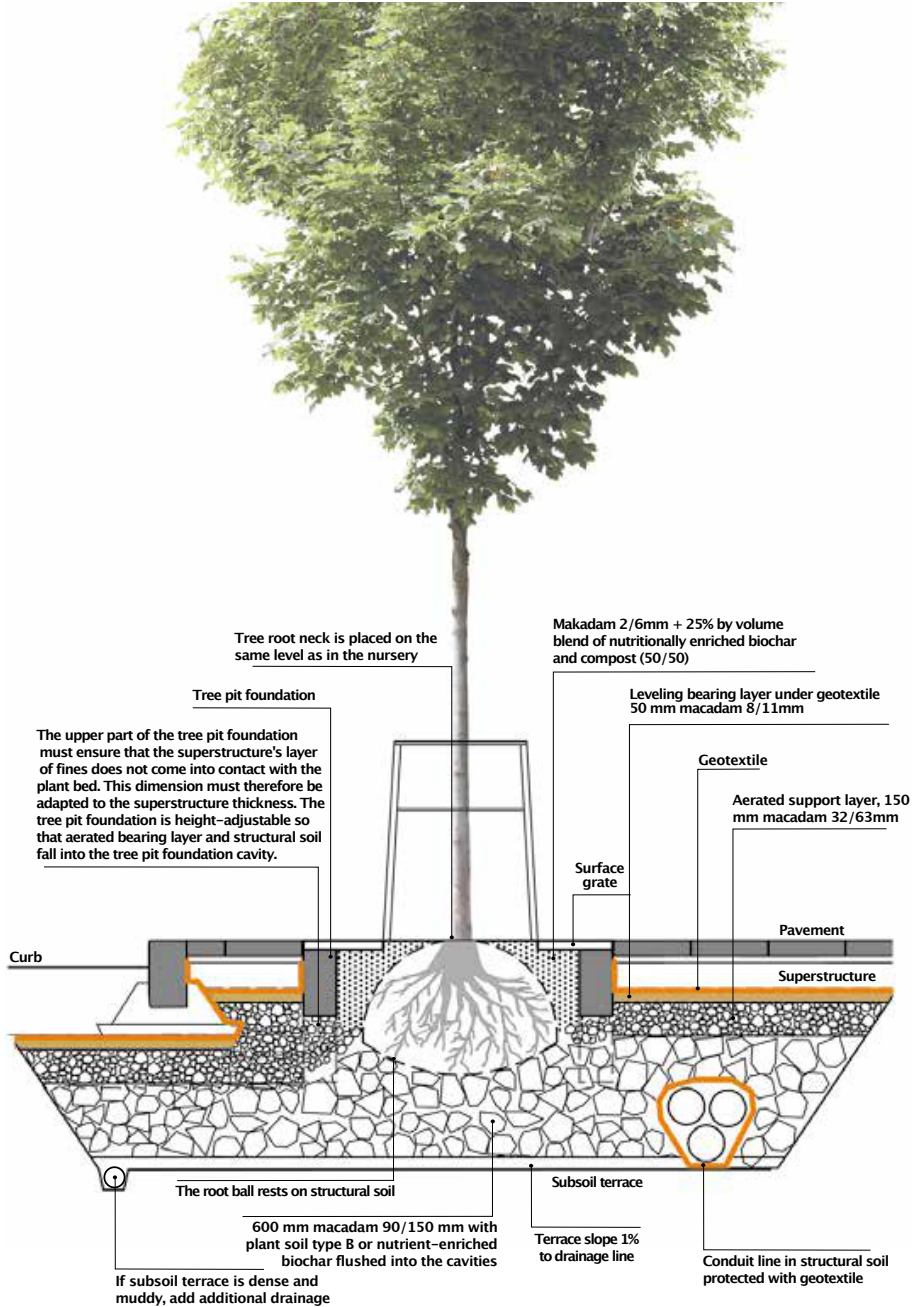 Tree root neck is placed on the
same level as in the nursery
Makadam 2/6mm + 25% by volume
blend of nutritionally enriched biochar
and compost (50/50)
Tree pit foundation
Leveling bearing layer under geotextile
50 mm macadam 8/11mm
The upper part of the tree pit foundation
must ensure that the superstructure's layer
of fines does not come into contact with the
plant bed. This dimension must therefore be
adapted to the superstructure thickness. The
tree pit foundation is height-adjustable so
that aerated bearing layer and structural soil
fall into the tree pit foundation cavity.
Geotextile
Aerated support layer, 150
mm macadam 32/63mm
Surface
grate
Pavement
Curb
Superstructure
The root ball rests on structural soil
Subsoil terrace
600 mm macadam 90/150 mm with
plant soil type B or nutrient-enriched
biochar flushed into the cavities
Terrace slope 1%
to drainage line
Conduit line in structural soil
protected with geotextile
If subsoil terrace is dense and
muddy, add additional drainage